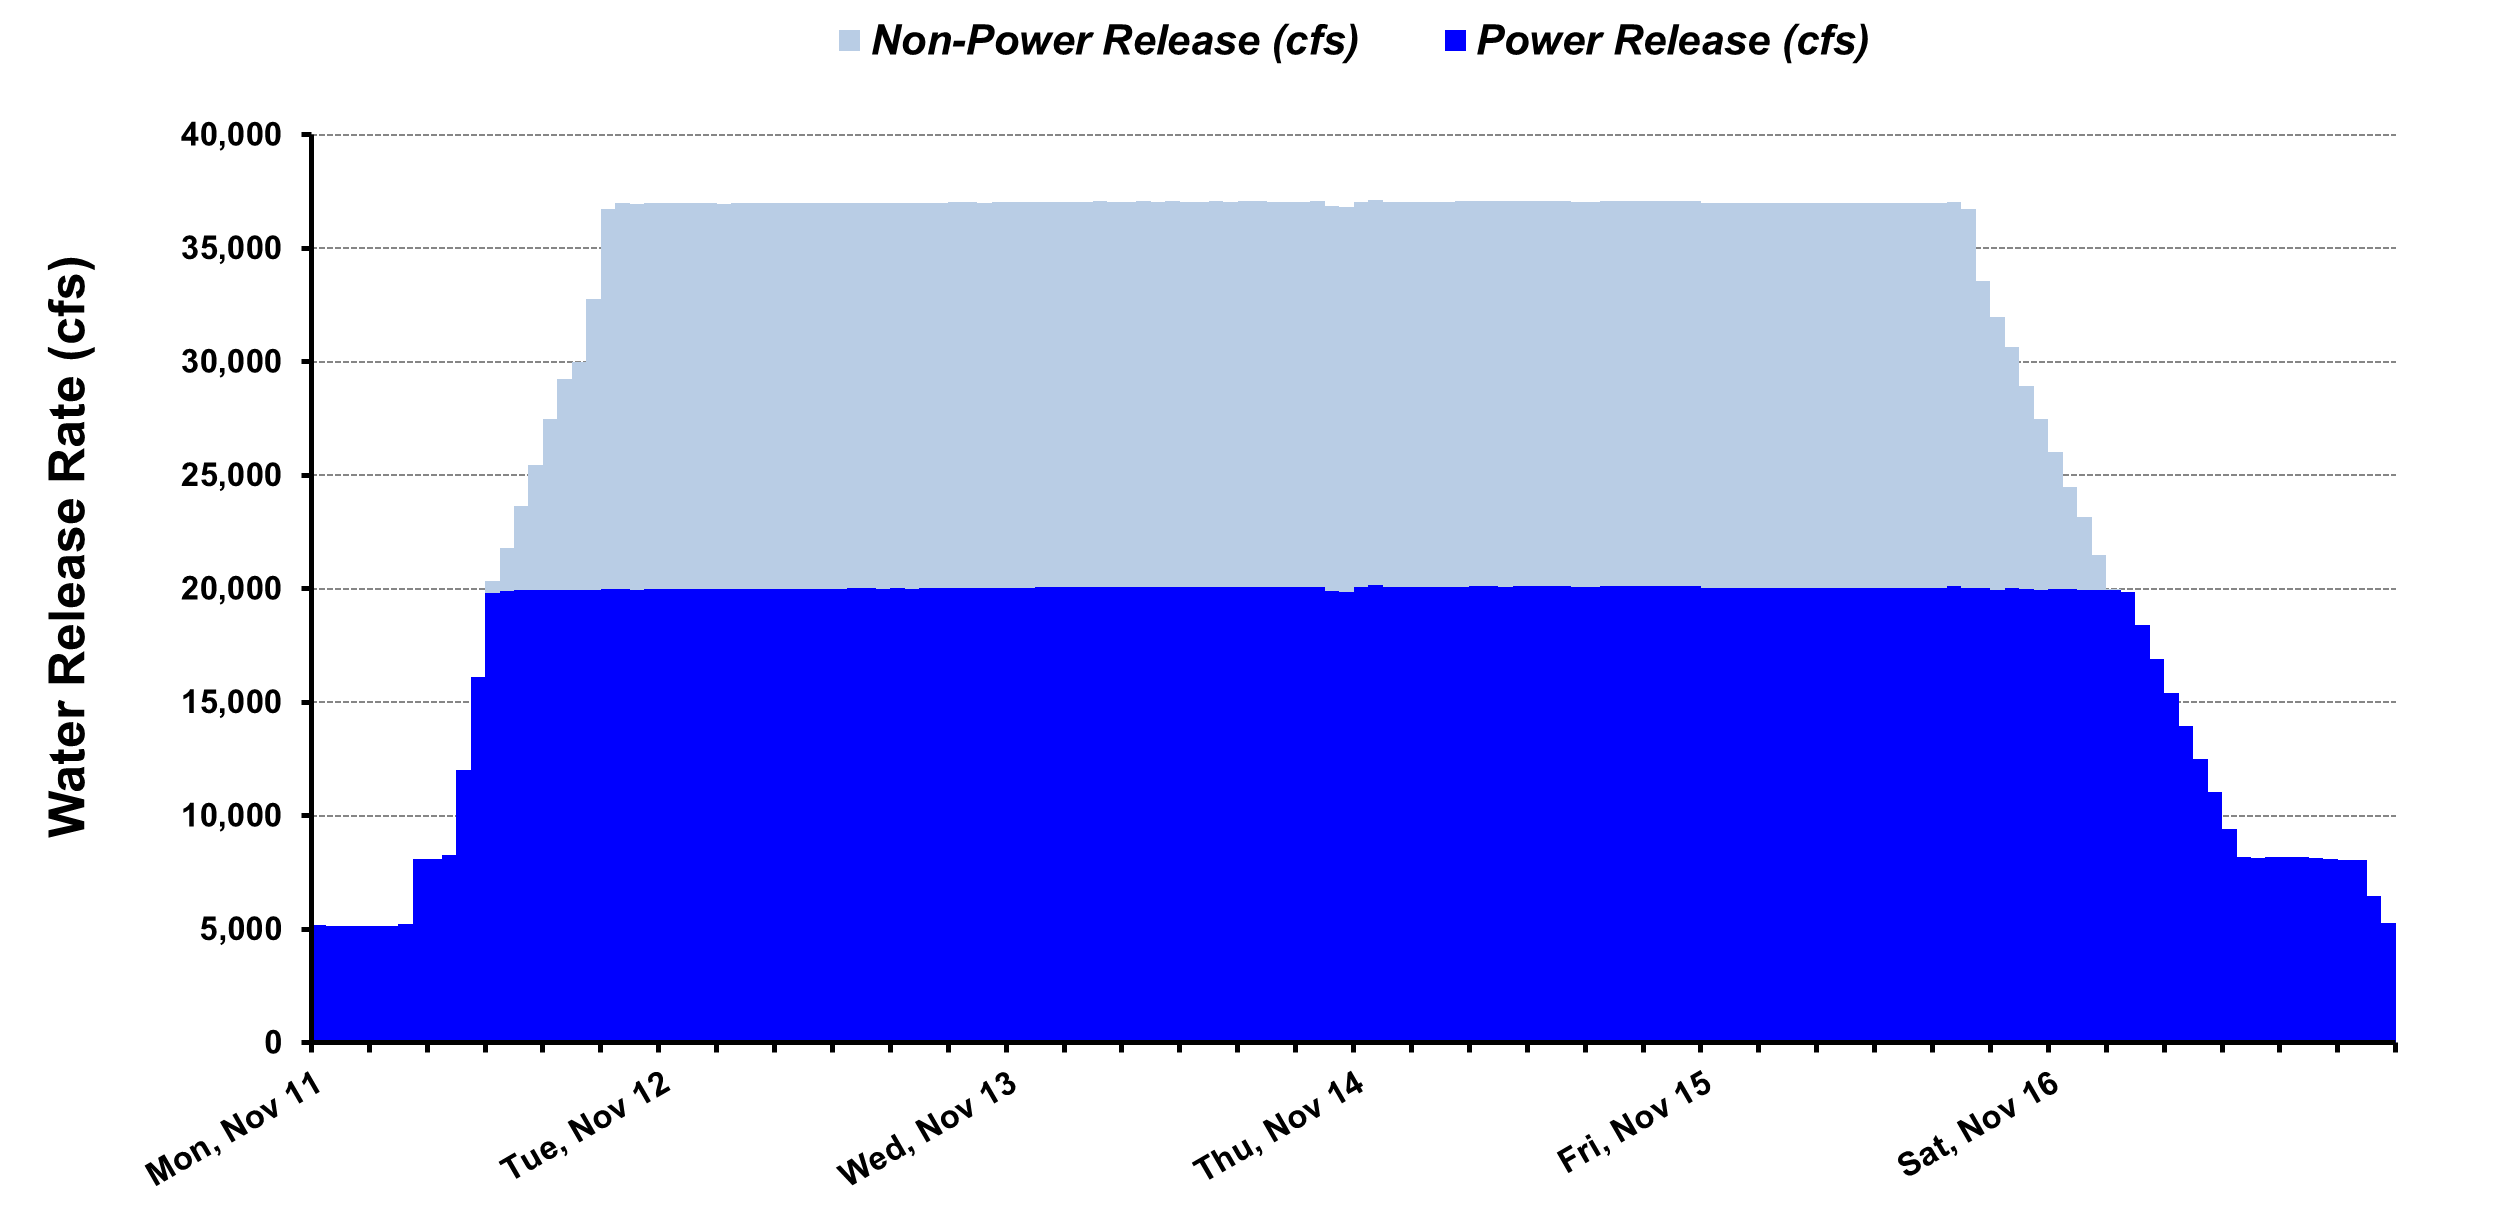 Non-Power Release (cfs) Power Release (cfs)
Water Release Rate (cfs)
40,000
35,000
30,000
25,000
20,000
15,000
10,000
5,000
0
Mon, Nov 11
Tue, Nov 12
Wed, Nov 13
Thu, Nov 14
Fri, Nov 15
Sat, Nov 16